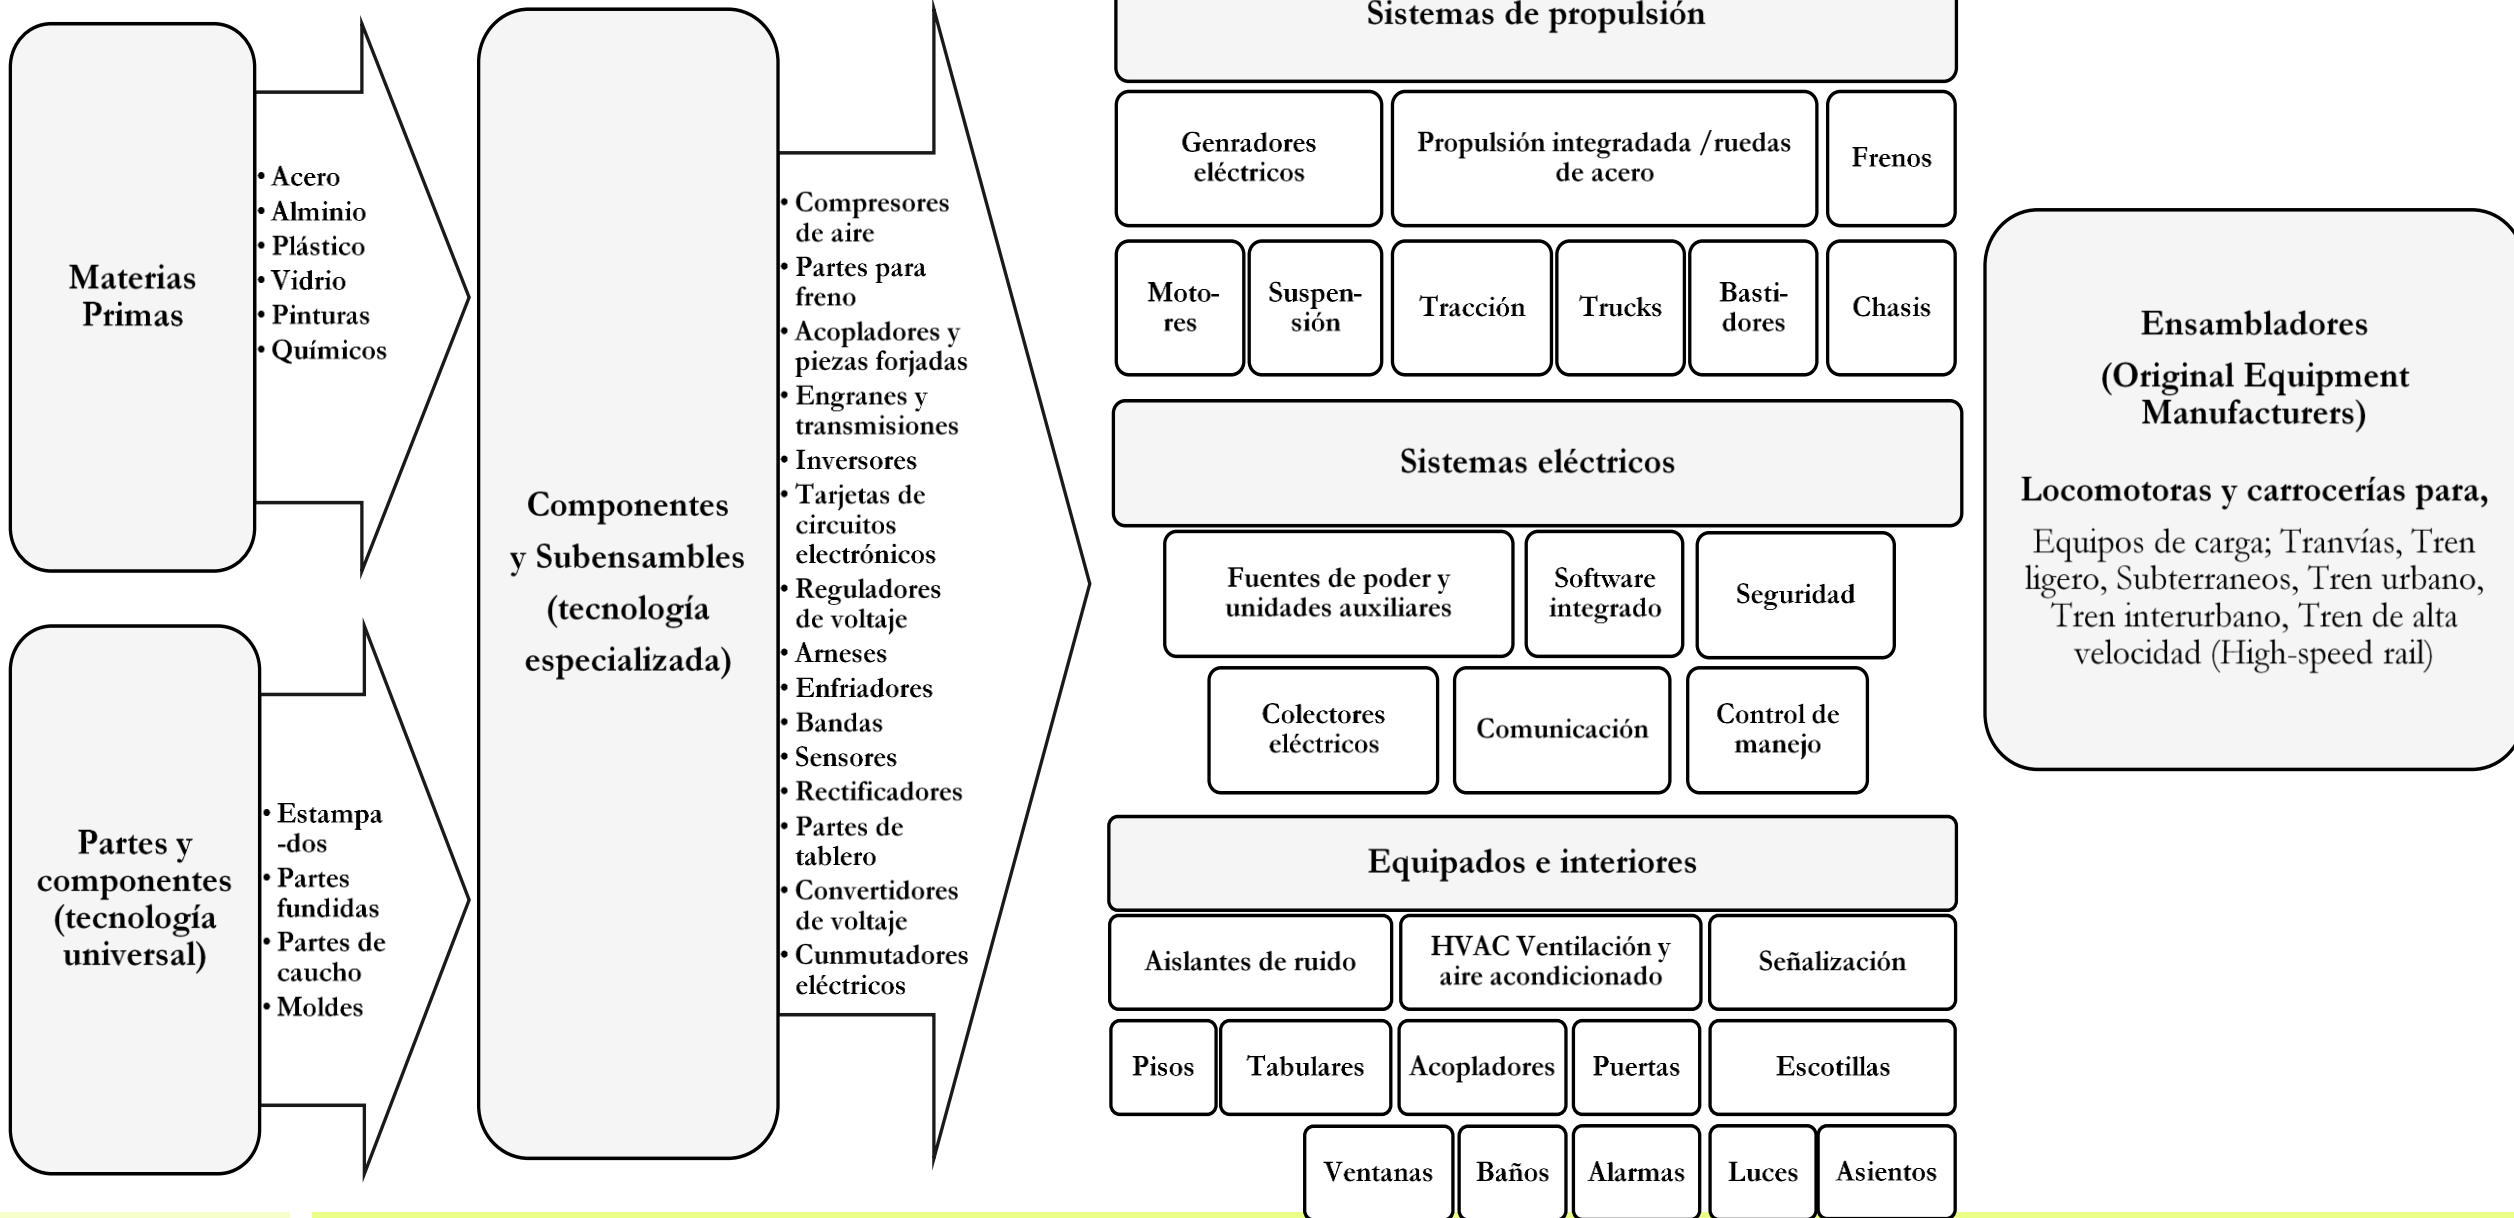 Materias
Primas
• Acero
• Alminio
• Plástico
• Vidrio
• Pinturas
• Químicos
Partes y
componentes
(tecnología
universal)
• Estampa
-dos
• Partes
fundidas
• Partes de
caucho
• Moldes
Componentes
y Subensambles
(tecnología
especializada)
• Compresores
de aire
• Partes para
freno
• Acopladores y
piezas forjadas
• Engranes y
transmisiones
• Inversores
• Tarjetas de
circuitos
electrónicos
• Reguladores
de voltaje
• Arneses
• Enfriadores
• Bandas
• Sensores
• Rectificadores
• Partes de
tablero
• Convertidores
de voltaje
• Cunmutadores
eléctricos
Sistemas de propulsión
Genradores
eléctricos
Propulsión integradada /ruedas
de acero
Frenos
Moto-
res
Suspen-
sión
Tracción
Trucks
Basti-
dores
Chasis
Sistemas eléctricos
Fuentes de poder y
unidades auxiliares
Software
integrado
Seguridad
Colectores
eléctricos
Comunicación
Control de
manejo
Equipados e interiores
Aislantes de ruido
HVAC Ventilación y
aire acondicionado
Señalización
Pisos
Tabulares
Acopladores
Puertas
Escotillas
Ventanas
Baños
Alarmas
Luces
Asientos
Ensambladores
(Original Equipment
Manufacturers)
Locomotoras y carrocerías para,
Equipos de carga; Tranvías, Tren
ligero, Subterraneos, Tren urbano,
Tren interurbano, Tren de alta
velocidad (High-speed rail)